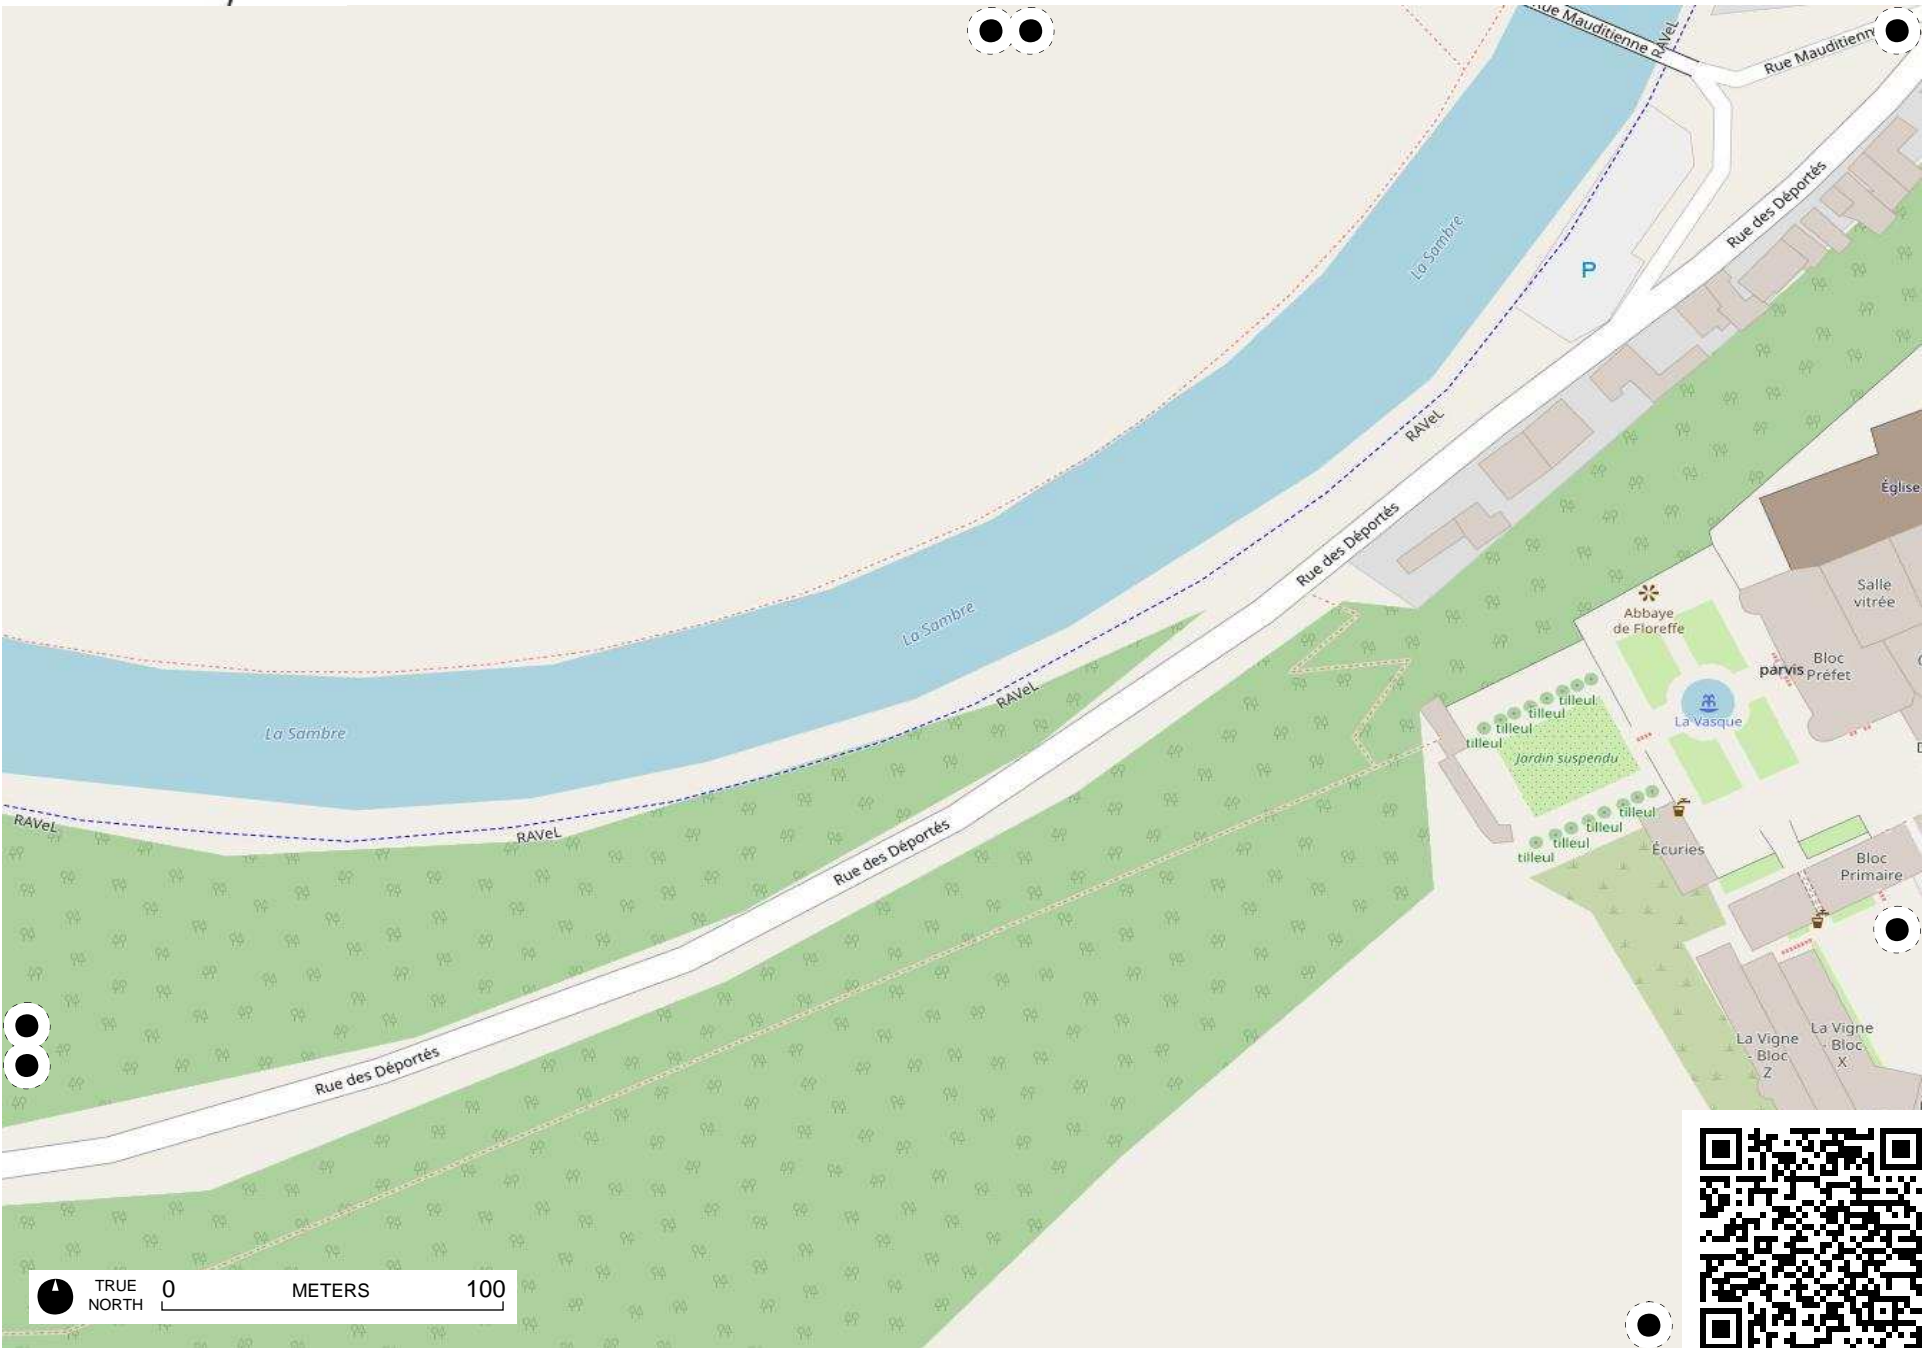 Rue Mauditienne
RAVeL
Rue Mauditienn
Rue des Déportés
La Sambre
P
RAVeL
Église
Rue des Déportés
Salle
vitrée
Abbaye
de Floreffe
La Sambre
Bloc
Préfet
parvis
RAVeL
tilleul
tilleul
tilleul
tilleul
La Vasque
La Sambre
Jardin suspendu
RAVeL
RAVeL
tilleul
tilleul
tilleul
tilleul
Rue des Déportés
Écuries
Bloc
Primaire
La Vigne
- Bloc
X
La Vigne
- Bloc
Z
Rue des Déportés
TRUE
NORTH
0 METERS 100